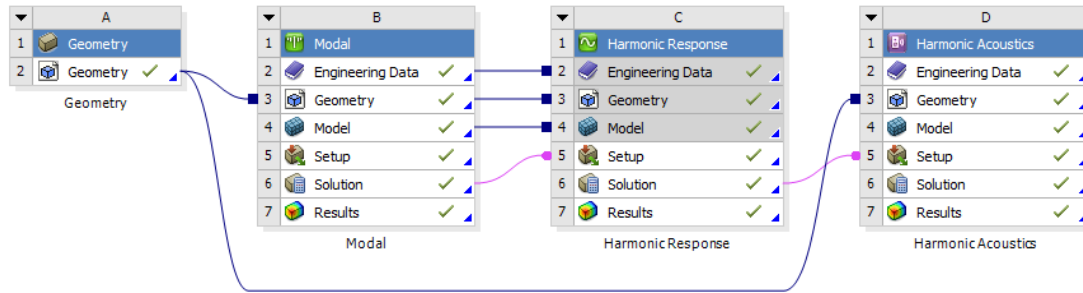 A
1 Geometry
2 Geometry
Geometry
B
1 Modal
2 Engineering Data
3 Geometry
4 Model
5 Setup
6 Solution
7 Results
Modal
C
1 Harmonic Response
2 Engineering Data
3 Geometry
4 Model
5 Setup
6 Solution
7 Results
Harmonic Response
D
1 Harmonic Acoustics
2 Engineering Data
3 Geometry
4 Model
5 Setup
6 Solution
7 Results
Harmonic Acoustics